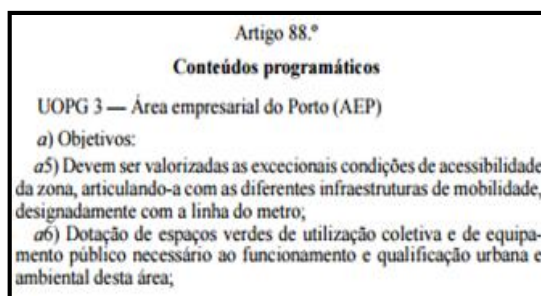 Artigo 88.º
Conteúdos programáticos
UOPG 3 — Área empresarial do Porto (AEP)
a) Objetivos:
a5) Devem ser valorizadas as excecionais condições de acessibilidade
da zona, articulando-a com as diferentes infraestruturas de mobilidade,
designadamente com a linha do metro;
a6) Dotação de espaços verdes de utilização coletiva e de equipa-
mento público necessário ao funcionamento e qualificação urbana e
ambiental desta área;